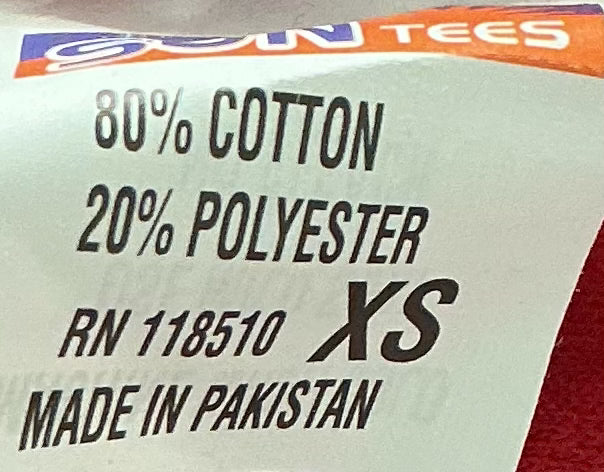 SUN TEES
80% COTTON
20% POLYESTER
RN 118510 XS
MADE IN PAKISTAN